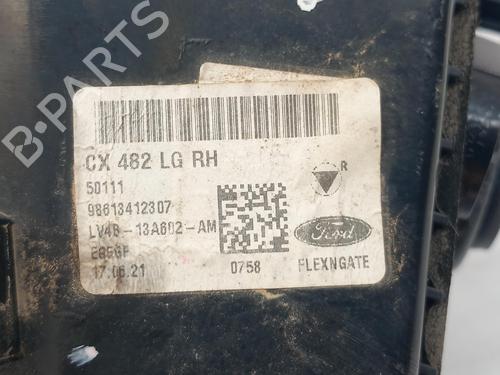 B-PARTS
CX 482 LG RH
R
50111
98613412307
LV4B-13A602-AM
Ford
17.06.21
0758
FLEXNGATE